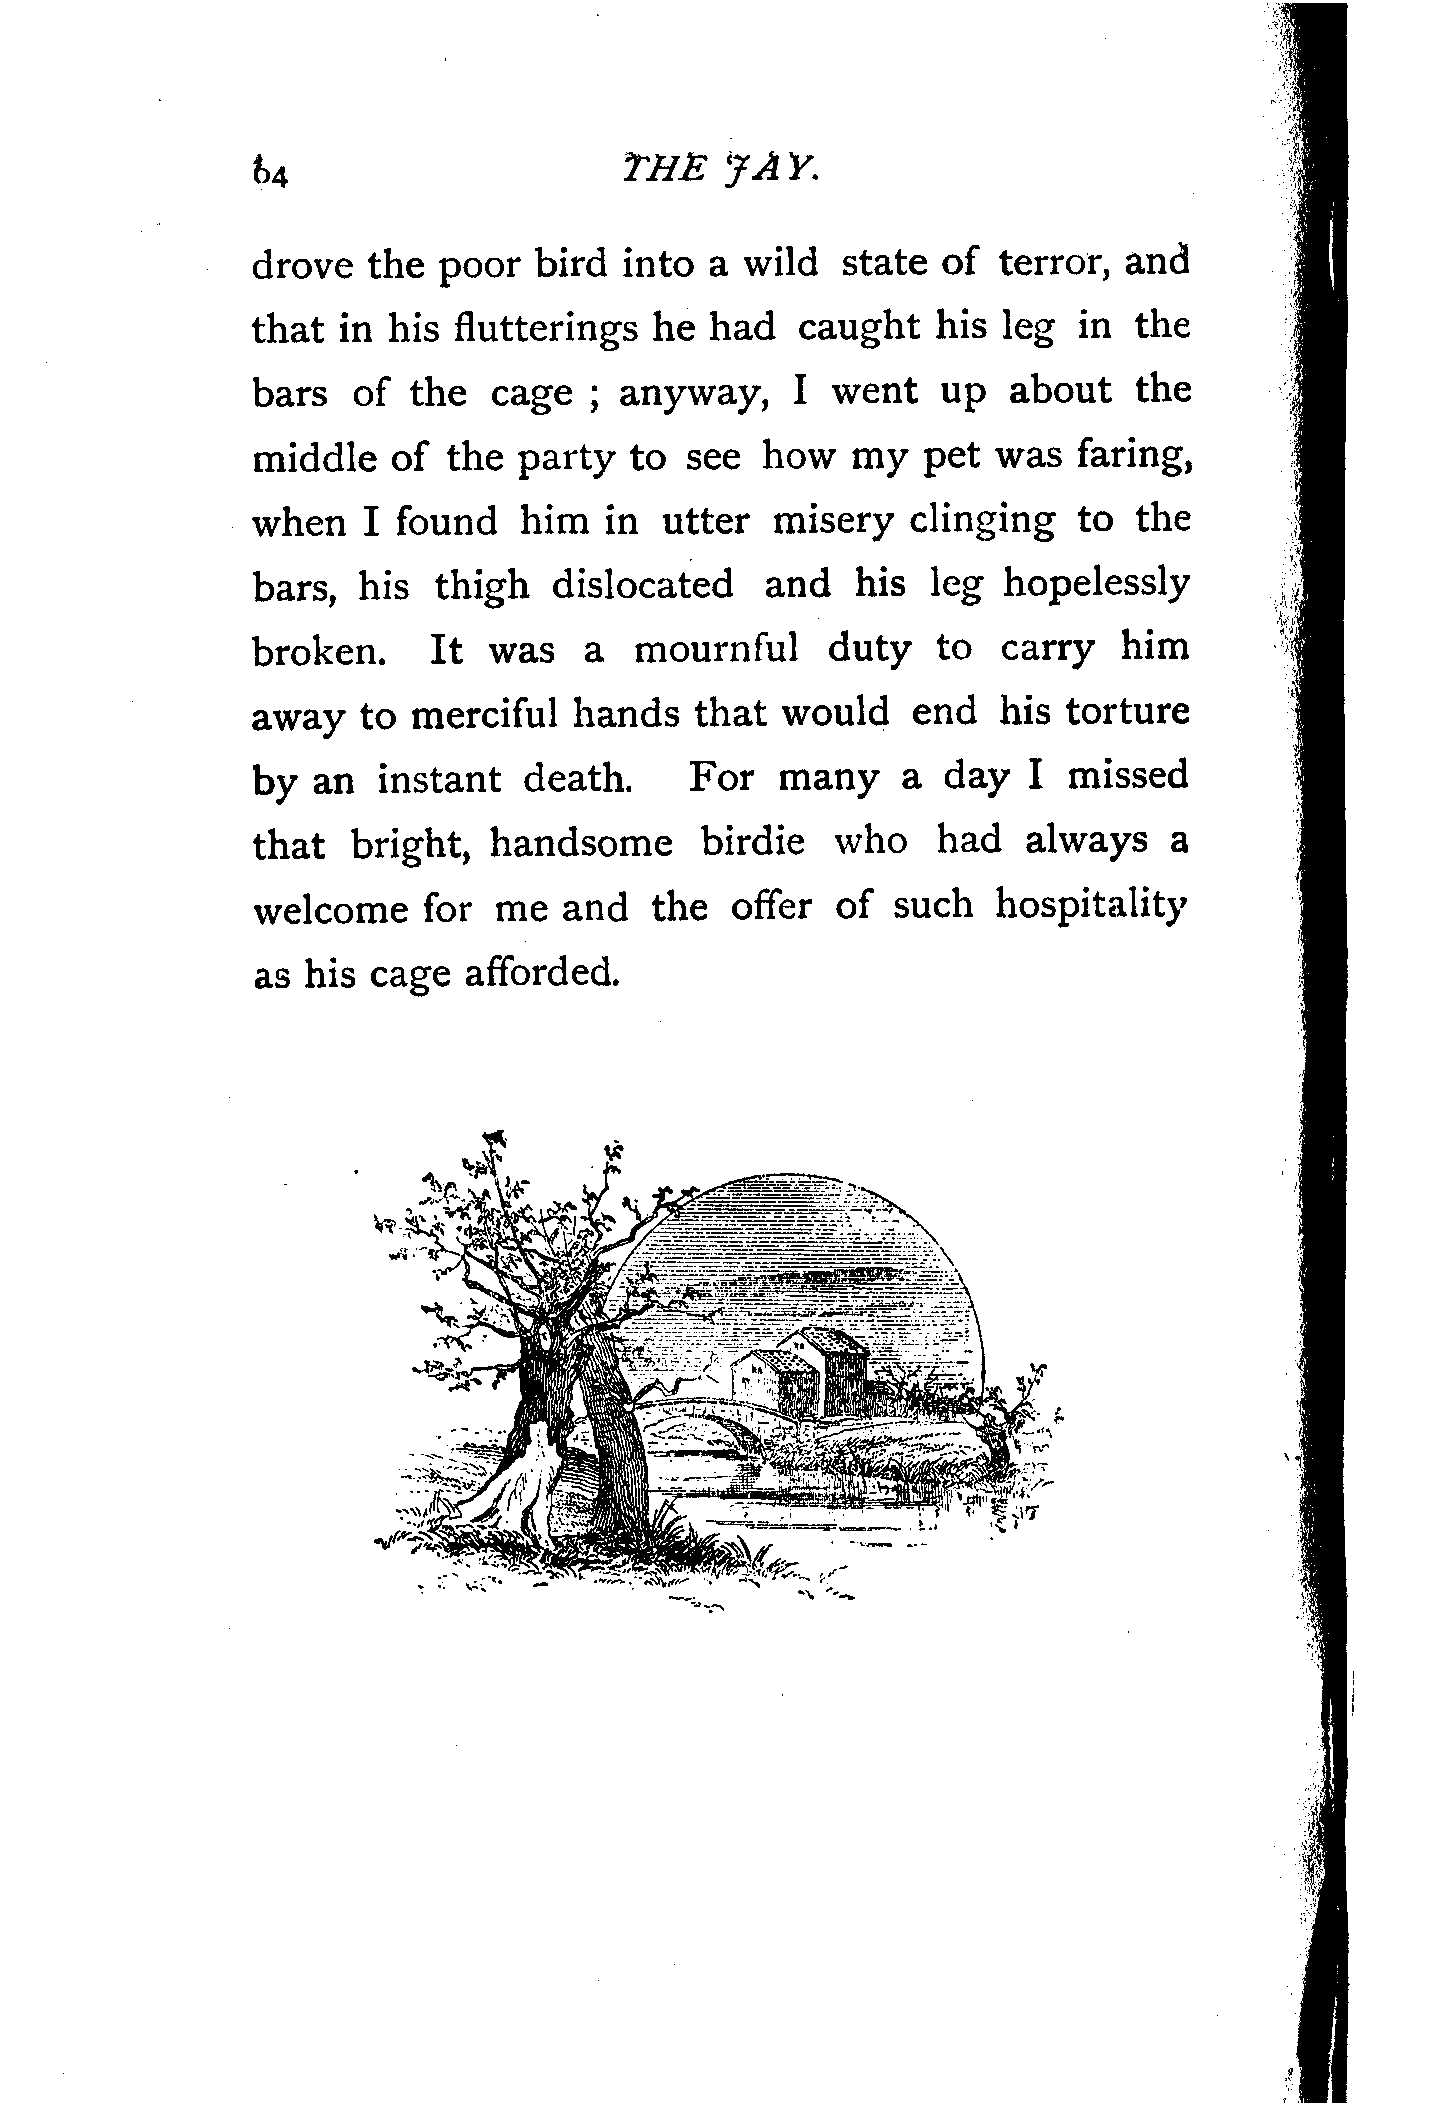 64 THE JAY.
drove the poor bird into a wild state of terror, and
that in his flutterings he had caught his leg in the
bars of the cage ; anyway, I went up about the
middle of the party to see how my pet was faring,
when I found him in utter misery clinging to the
bars, his thigh dislocated and his leg hopelessly
broken. It was a mournful duty to carry him
away to merciful hands that would end his torture
by an instant death. For many a day I missed
that bright, handsome birdie who had always a
welcome for me and the offer of such hospitality
as his cage afforded.